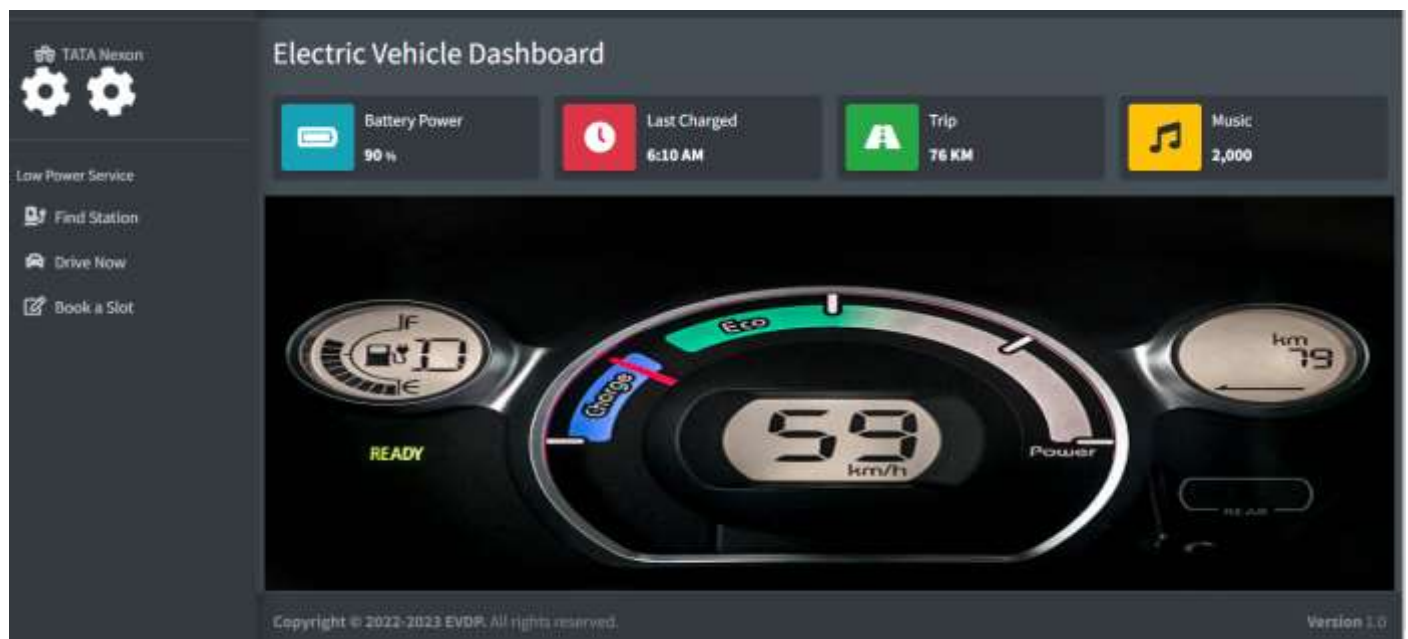 TATA Nexon
Electric Vehicle Dashboard
Battery Power
90 %
Last Charged
6:10 AM
Trip
76 KM
Music
2,000
Low Power Service
Find Station
Drive Now
Book a Slot
F
E
READY
Charge
Eco
Power
59
km/h
km
79
REAR
Copyright © 2022-2023 EVDP. All rights reserved.
Version 1.0